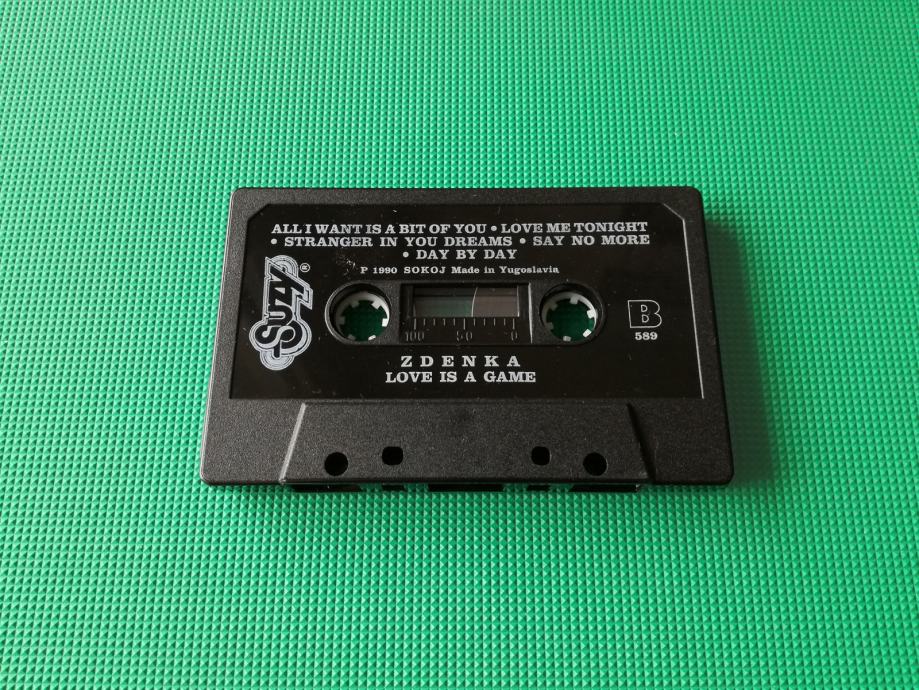 ALL I WANT IS A BIT OF YOU • LOVE ME TONIGHT
• STRANGER IN YOU DREAMS • SAY NO MORE
• DAY BY DAY
P 1990 SOKOJ Made in Yugoslavia
Suzy ®
100 50 0
B
589
ZDENKA
LOVE IS A GAME